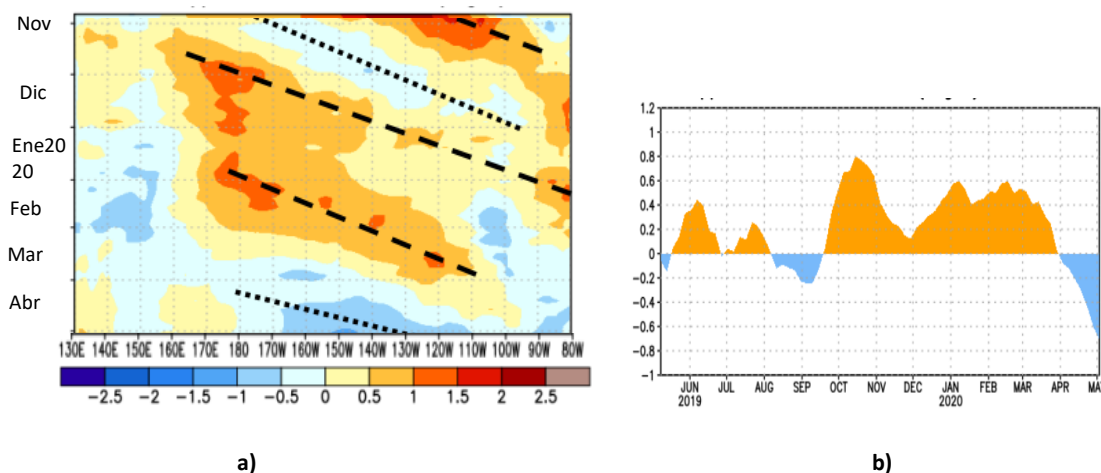 Nov
Dic
Ene20
20
Feb
Mar
Abr
130E 140E 150E 160E 170E 180 170W 160W 150W 140W 130W 120W 110W 100W 90W 80W
-2.5 -2 -1.5 -1 -0.5 0 0.5 1 1.5 2 2.5
a)
1.2
1
0.8
0.6
0.4
0.2
0
-0.2
-0.4
-0.6
-0.8
-1
JUN JUL AUG SEP OCT NOV DEC JAN FEB MAR APR MA
2019 2020
b)